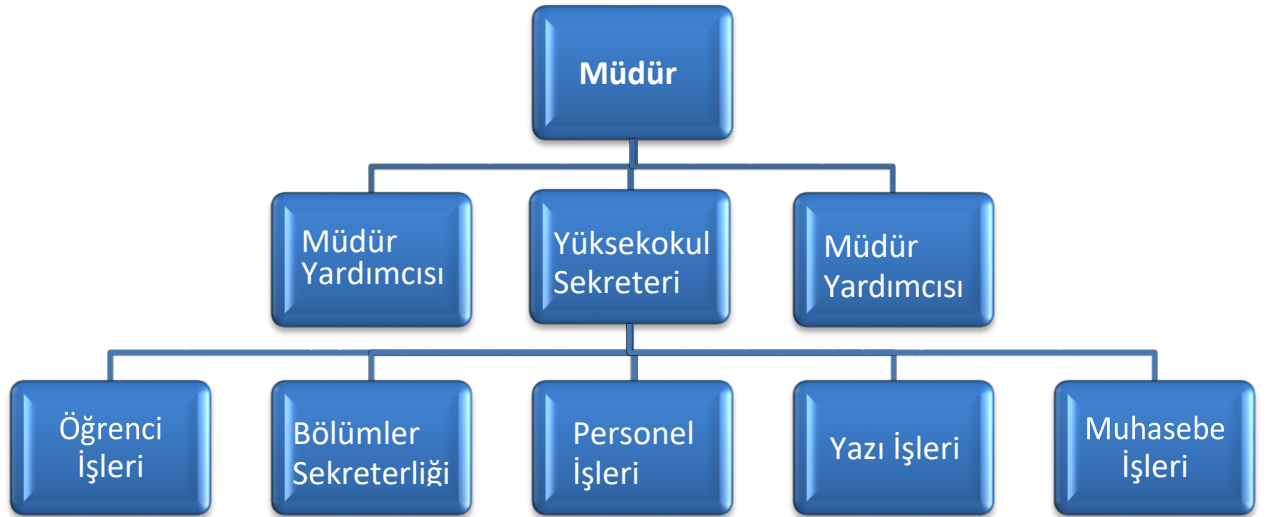 Müdür
Müdür
Yardımcısı
Yüksekokul
Sekreteri
Müdür
Yardımcısı
Öğrenci
İşleri
Bölümler
Sekreterliği
Personel
İşleri
Yazı İşleri
Muhasebe
İşleri